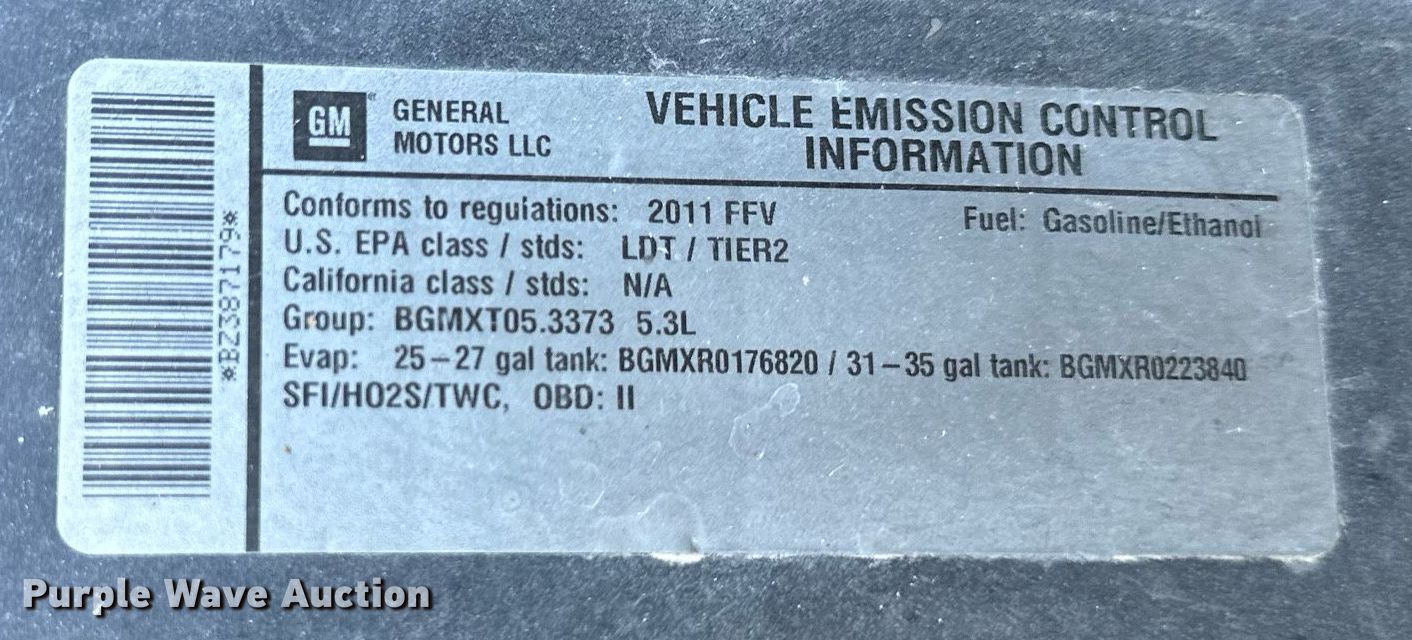 GM GENERAL MOTORS LLC
VEHICLE EMISSION CONTROL
INFORMATION
Conforms to regulations: 2011 FFV
Fuel: Gasoline/Ethanol
U.S. EPA class / stds: LDT / TIER2
California class / stds: N/A
Group: BGMXT05.3373 5.3L
Evap: 25–27 gal tank: BGMXR0176820 / 31–35 gal tank: BGMXR0223840
SFI/HO2S/TWC, OBD: II
*BZ387179*
Purple Wave Auction